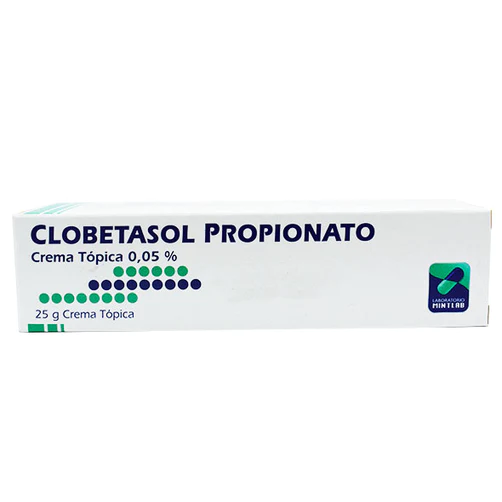 CLOBETASOL PROPIONATO
Crema Tópica 0,05 %
25 g Crema Tópica
LABORATORIO
MINTLAB